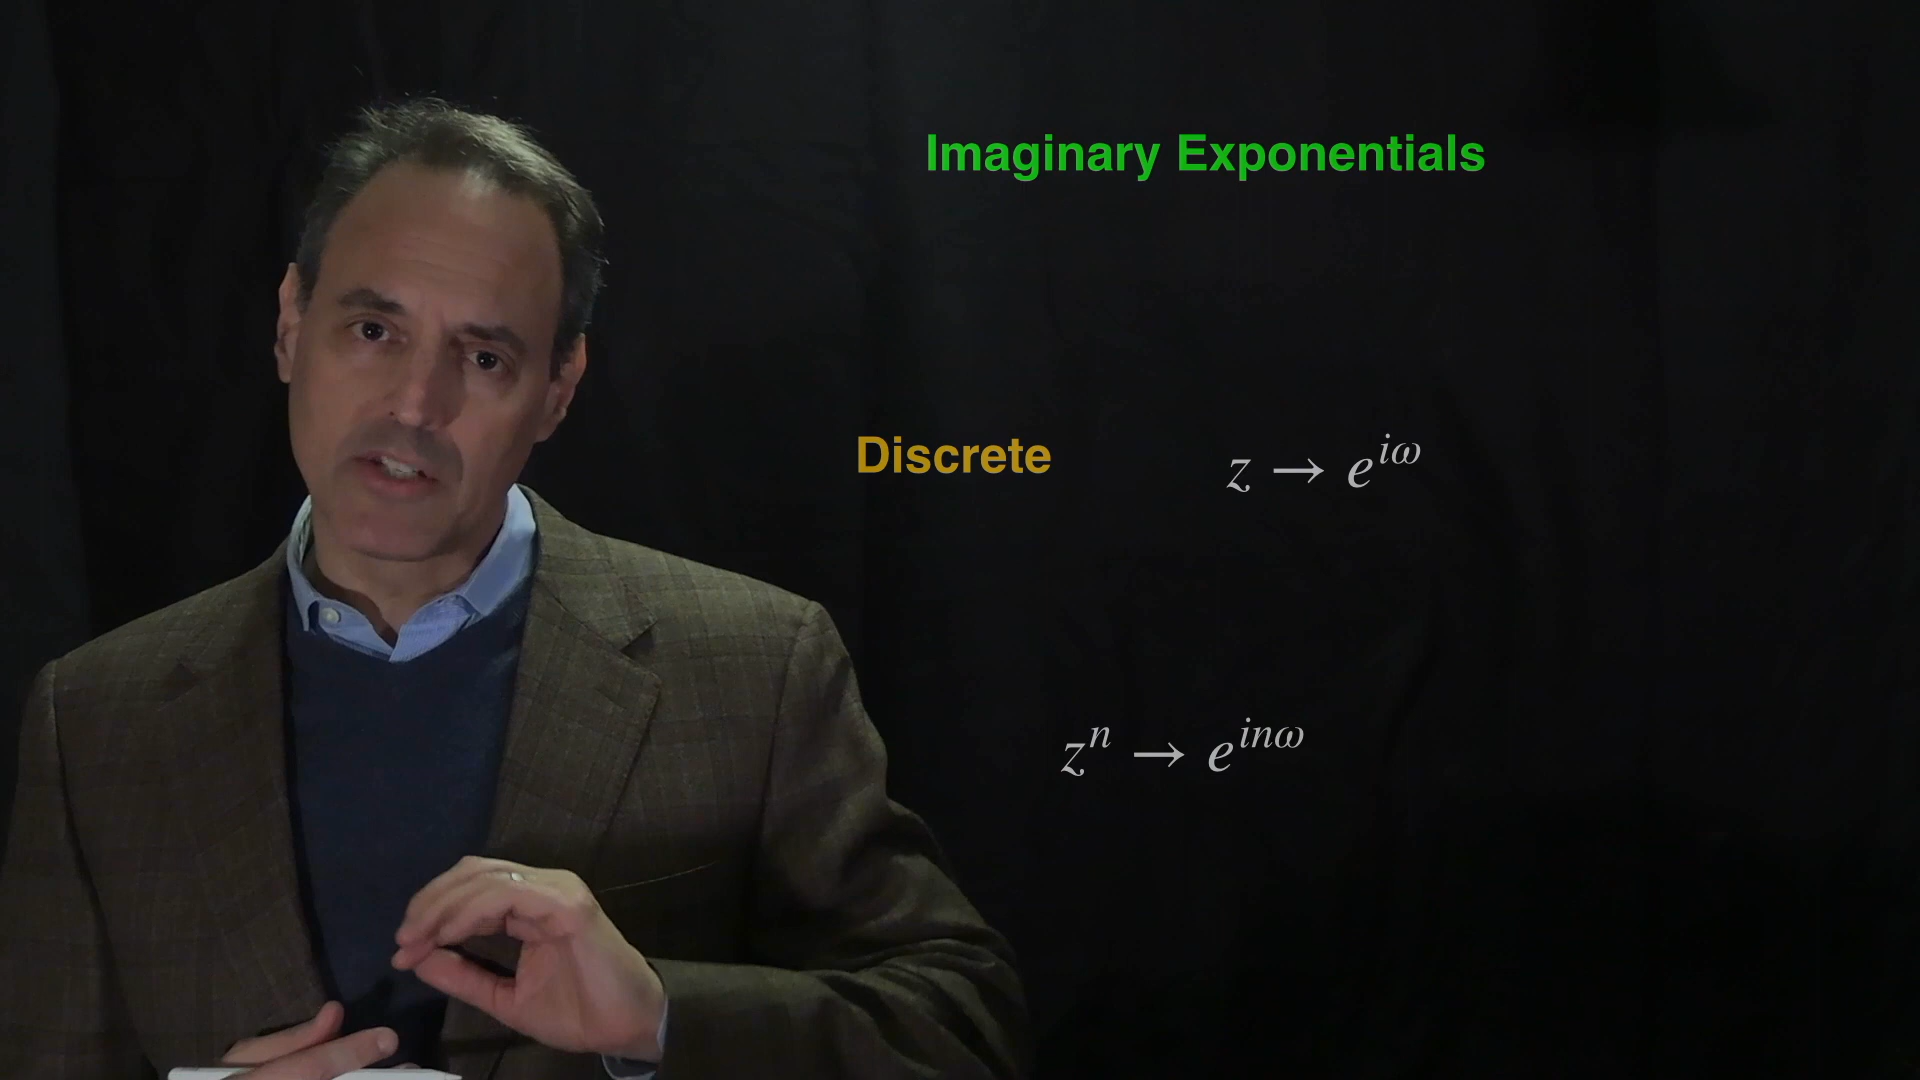 Imaginary Exponentials
Discrete z → e^{iω}
z^n → e^{inω}